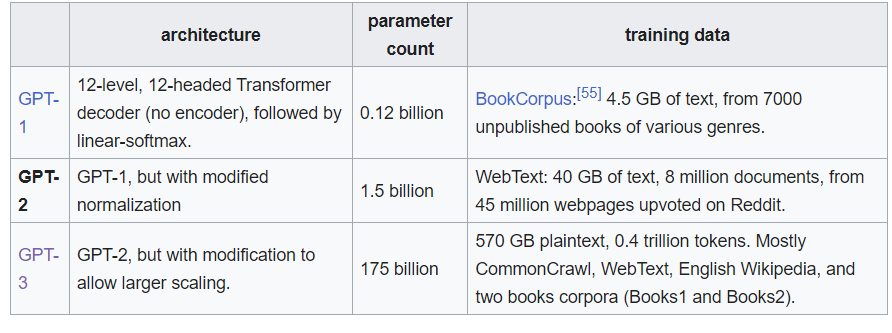 architecture
parameter
count
training data
GPT-
1
12-level, 12-headed Transformer
decoder (no encoder), followed by
linear-softmax.
0.12 billion
BookCorpus:[55] 4.5 GB of text, from 7000
unpublished books of various genres.
GPT-
2
GPT-1, but with modified
normalization
1.5 billion
WebText: 40 GB of text, 8 million documents, from
45 million webpages upvoted on Reddit.
GPT-
3
GPT-2, but with modification to
allow larger scaling.
175 billion
570 GB plaintext, 0.4 trillion tokens. Mostly
CommonCrawl, WebText, English Wikipedia, and
two books corpora (Books1 and Books2).